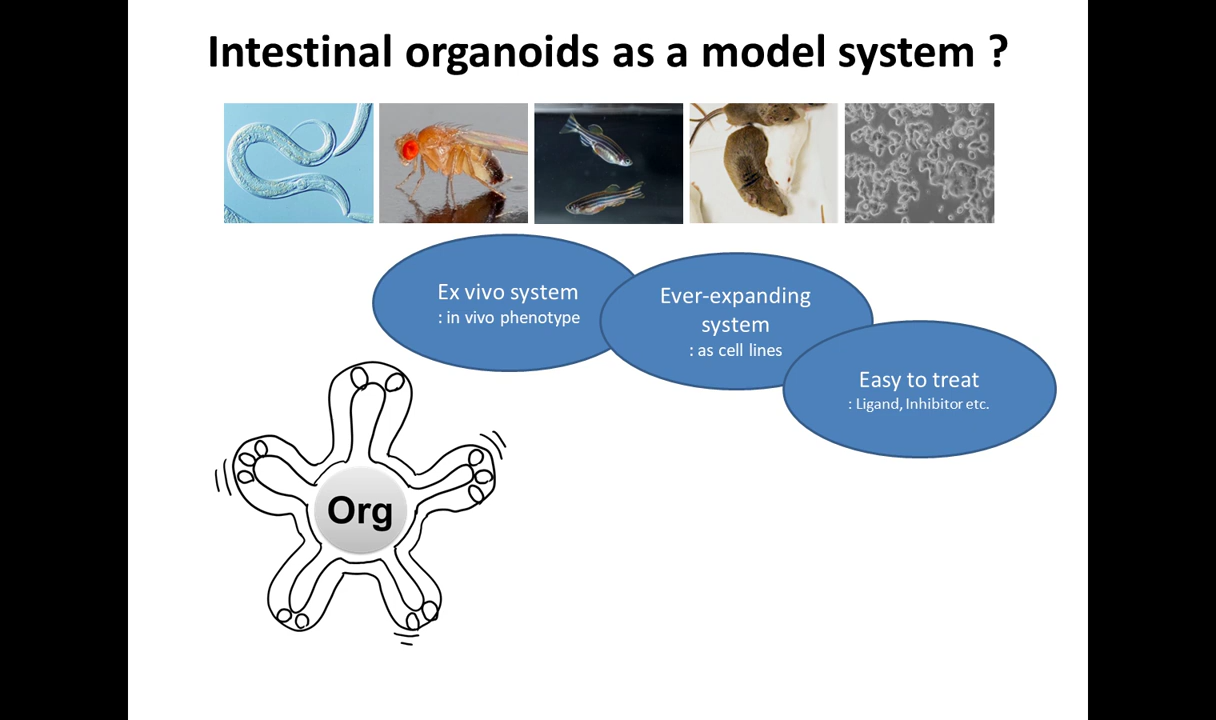 Intestinal organoids as a model system ?
Ex vivo system
: in vivo phenotype
Ever-expanding
system
: as cell lines
Easy to treat
: Ligand, Inhibitor etc.
Org